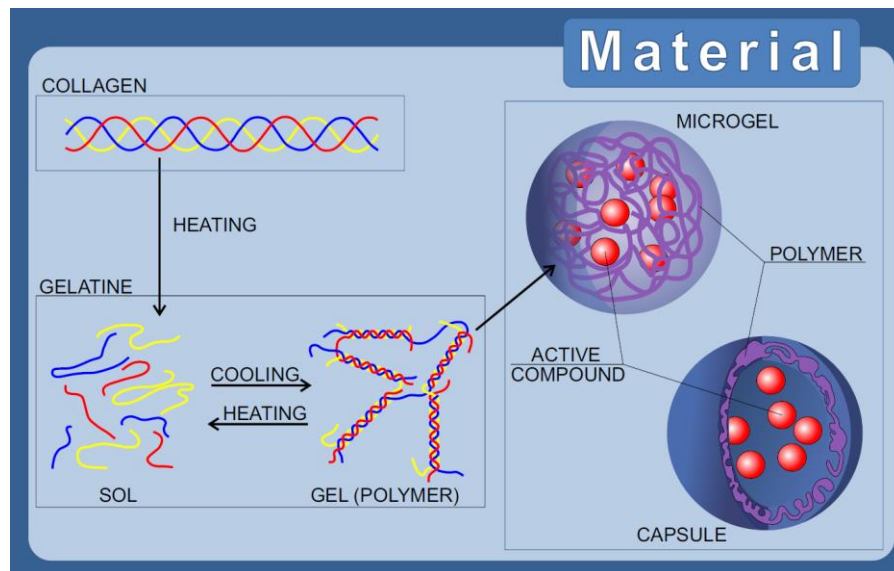 Material
COLLAGEN
HEATING
GELATINE
COOLING
HEATING
SOL
GEL (POLYMER)
MICROGEL
POLYMER
ACTIVE
COMPOUND
CAPSULE